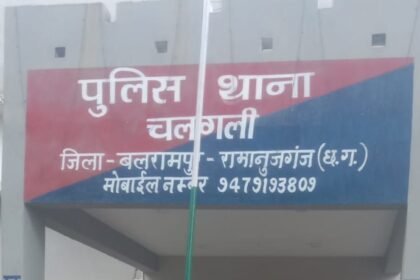 पुलिस थाना
चलगली
जिला-बलरामपुर-रामानुजगंज (छ.ग.)
मोबाईल नम्बर 9479193809